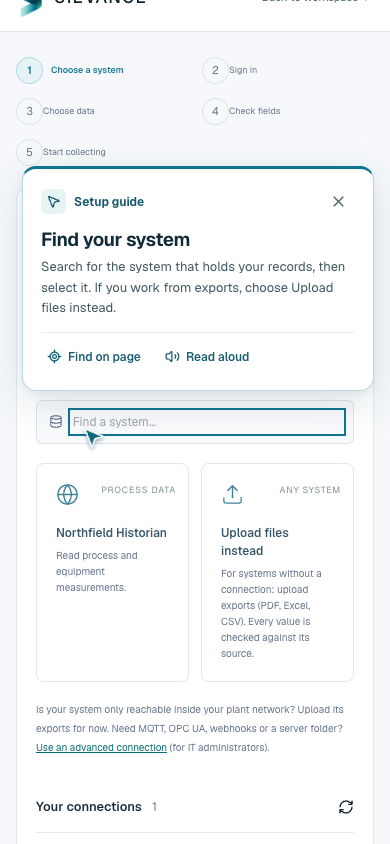 1 Choose a system
2 Sign in
3 Choose data
4 Check fields
5 Start collecting
Setup guide
Find your system
Search for the system that holds your records, then
select it. If you work from exports, choose Upload
files instead.
Find on page
Read aloud
Find a system...
PROCESS DATA
Northfield Historian
Read process and
equipment
measurements.
ANY SYSTEM
Upload files
instead
For systems without a
connection: upload
exports (PDF, Excel,
CSV). Every value is
checked against its
source.
Is your system only reachable inside your plant network? Upload its
exports for now. Need MQTT, OPC UA, webhooks or a server folder?
Use an advanced connection (for IT administrators).
Your connections 1